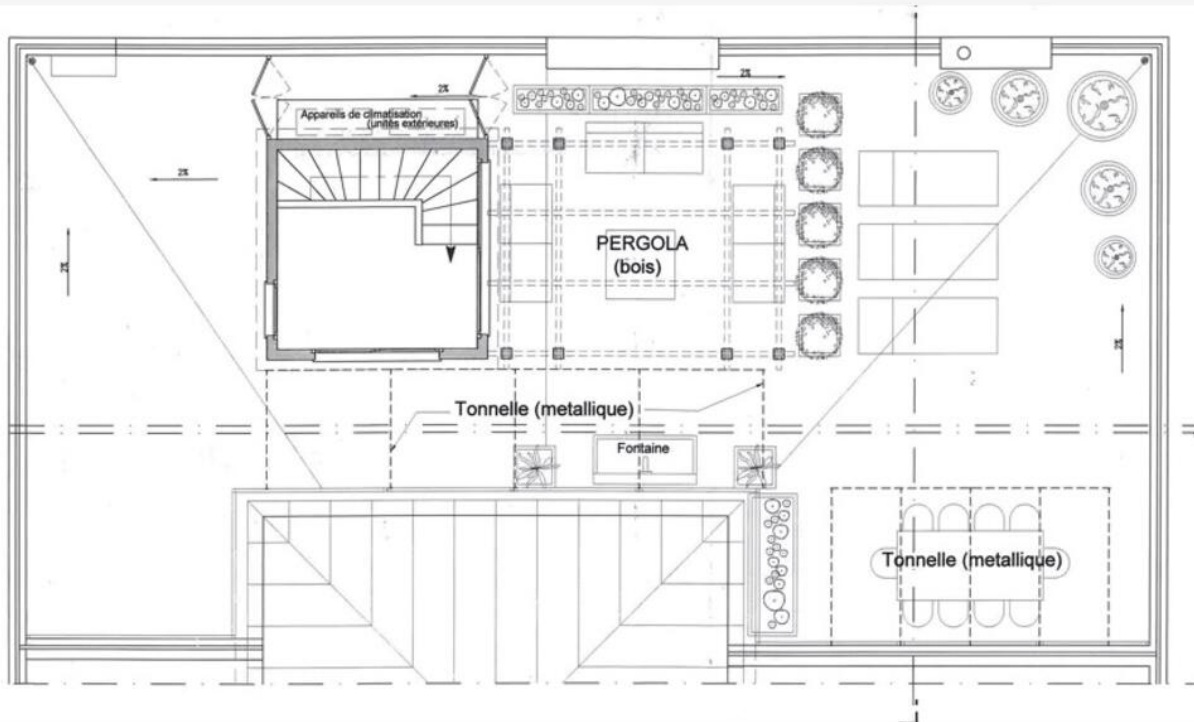 2%
2%
Appareils de climatisation
(unités extérieures)
2%
2%
PERGOLA
(bois)
2%
Tonnelle (metallique)
Fontaine
Tonnelle (metallique)